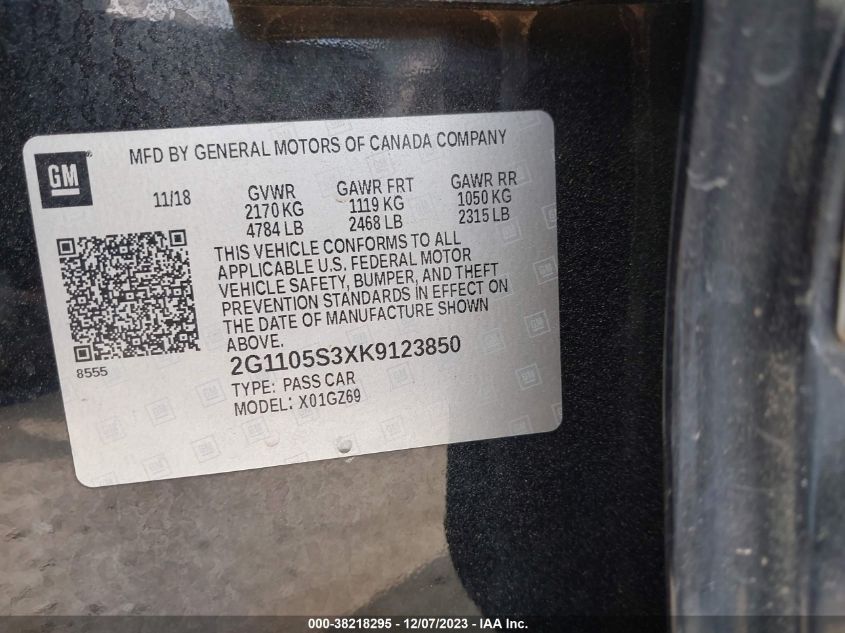 MFD BY GENERAL MOTORS OF CANADA COMPANY
GM
11/18 GVWR GAWR FRT GAWR RR
2170 KG 1119 KG 1050 KG
4784 LB 2468 LB 2315 LB
THIS VEHICLE CONFORMS TO ALL
APPLICABLE U.S. FEDERAL MOTOR
VEHICLE SAFETY, BUMPER, AND THEFT
PREVENTION STANDARDS IN EFFECT ON
THE DATE OF MANUFACTURE SHOWN
ABOVE.
8555
2G1105S3XK9123850
TYPE: PASS CAR
MODEL: X01GZ69
000-38218295 - 12/07/2023 - IAA Inc.